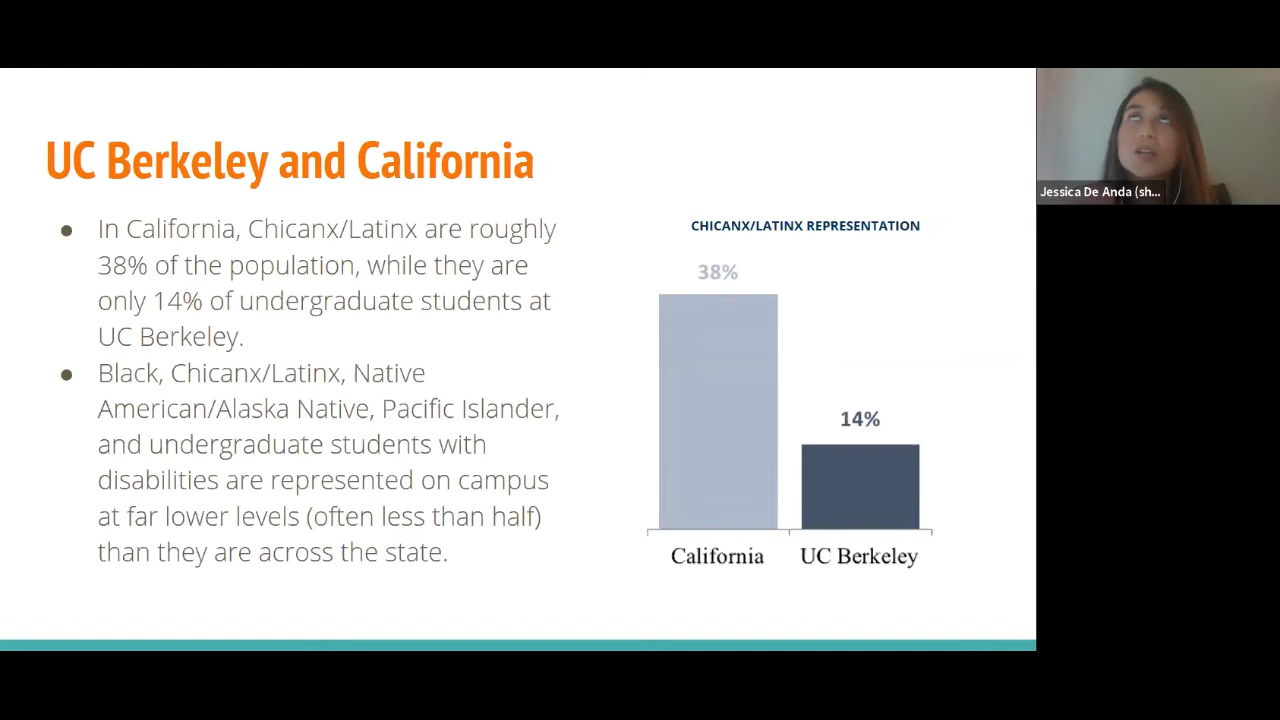 UC Berkeley and California
● In California, Chicanx/Latinx are roughly
38% of the population, while they are
only 14% of undergraduate students at
UC Berkeley.
● Black, Chicanx/Latinx, Native
American/Alaska Native, Pacific Islander,
and undergraduate students with
disabilities are represented on campus
at far lower levels (often less than half)
than they are across the state.
CHICANX/LATINX REPRESENTATION
38%
14%
California
UC Berkeley
Jessica De Anda (sh...